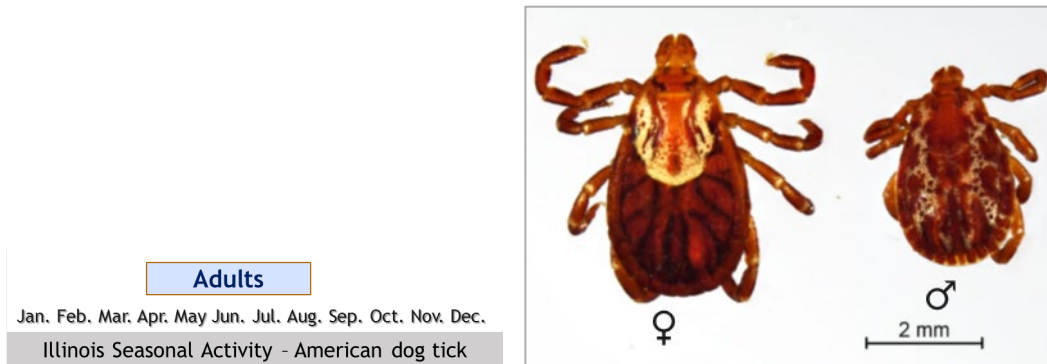 Adults
Jan. Feb. Mar. Apr. May Jun. Jul. Aug. Sep. Oct. Nov. Dec.
Illinois Seasonal Activity - American dog tick
♀
♂
2 mm